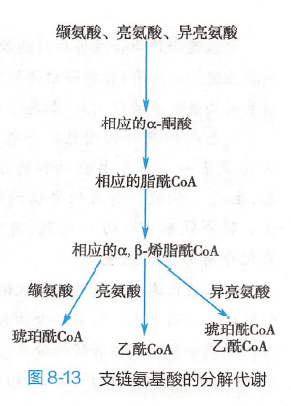 缬氨酸、亮氨酸、异亮氨酸
相应的α-酮酸
相应的脂酰CoA
相应的α, β-烯脂酰CoA
缬氨酸 亮氨酸 异亮氨酸
琥珀酰CoA 乙酰CoA 琥珀酰CoA
乙酰CoA
图 8-13 支链氨基酸的分解代谢